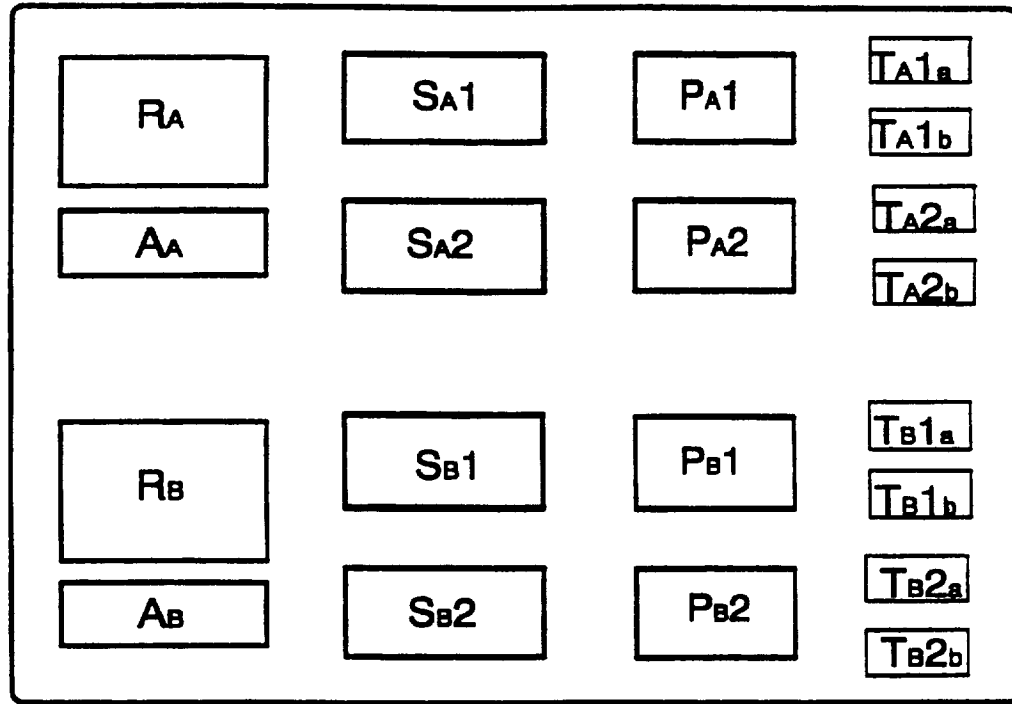 RA
SA1
PA1
TA1a
TA1b
AA
SA2
PA2
TA2a
TA2b
RB
SB1
PB1
TB1a
TB1b
AB
SB2
PB2
TB2a
TB2b